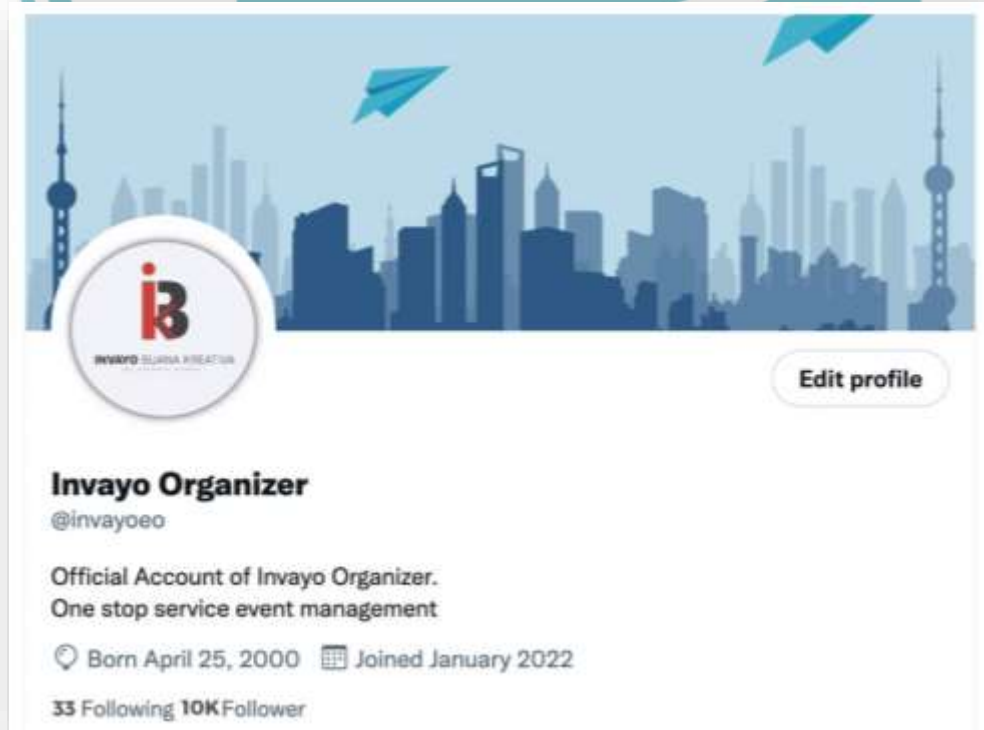 INVAYO BUANA KREATIVA
Edit profile
Invayo Organizer
@invayoeo
Official Account of Invayo Organizer.
One stop service event management
Born April 25, 2000 Joined January 2022
33 Following 10K Follower